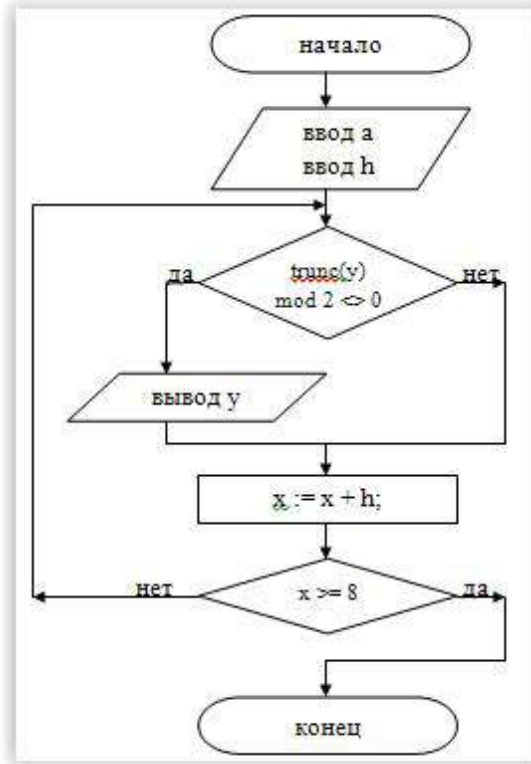 начало
ввод a
ввод h
да
trunc(y)
нет
mod 2 <> 0
вывод y
x := x + h;
нет
x >= 8
да
конец